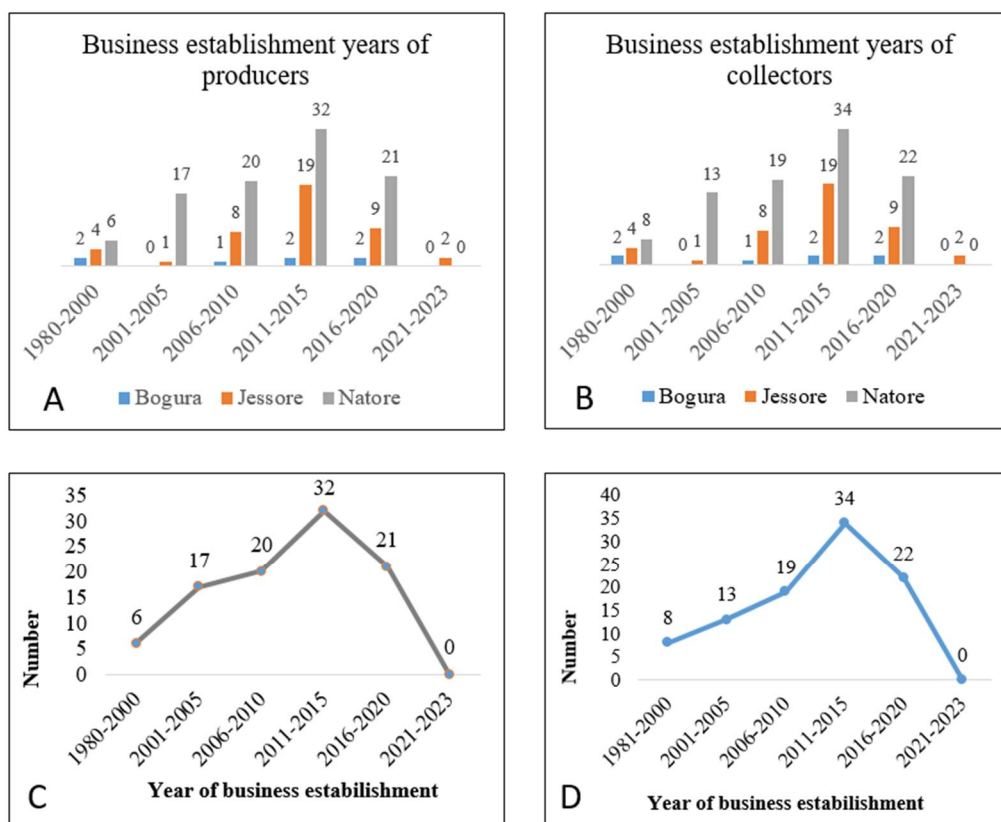 Business establishment years of
producers
2 4 6 0 1 17 1 8 20 2 19 32 2 9 21 0 2 0
1980-2000 2001-2005 2006-2010 2011-2015 2016-2020 2021-2023
A
Bogura Jessore Natore
Business establishment years of
collectors
2 4 8 0 1 13 1 8 19 2 19 34 2 9 22 0 2 0
1980-2000 2001-2005 2006-2010 2011-2015 2016-2020 2021-2023
B
Bogura Jessore Natore
Number
35
30
25
20
15
10
5
0
6 17 20 32 21 0
1980-2000 2001-2005 2006-2010 2011-2015 2016-2020 2021-2023
C
Year of business estabilishment
Number
40
35
30
25
20
15
10
5
0
8 13 19 34 22 0
1981-2000 2001-2005 2006-2010 2011-2015 2016-2020 2021-2023
D
Year of business estabilishment